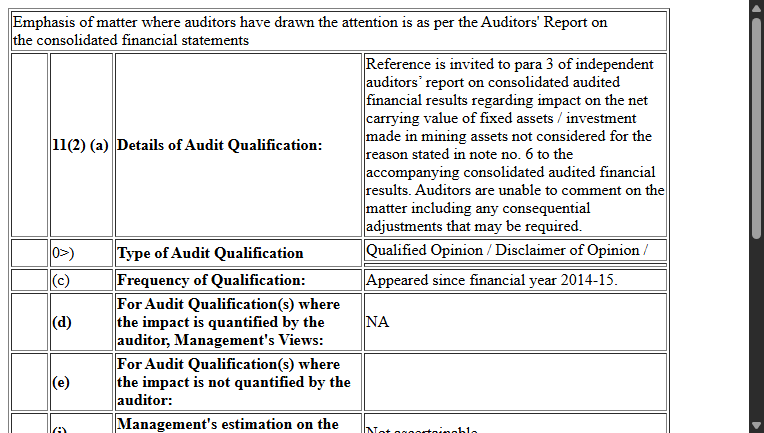 Emphasis of matter where auditors have drawn the attention is as per the Auditors' Report on
the consolidated financial statements
11(2) (a) Details of Audit Qualification:
Reference is invited to para 3 of independent
auditors' report on consolidated audited
financial results regarding impact on the net
carrying value of fixed assets / investment
made in mining assets not considered for the
reason stated in note no. 6 to the
accompanying consolidated audited financial
results. Auditors are unable to comment on the
matter including any consequential
adjustments that may be required.
0>) Type of Audit Qualification
Qualified Opinion / Disclaimer of Opinion /
(c) Frequency of Qualification: Appeared since financial year 2014-15.
(d)
For Audit Qualification(s) where
the impact is quantified by the
auditor, Management's Views:
NA
(e)
For Audit Qualification(s) where
the impact is not quantified by the
auditor:
(i)
Management's estimation on the
Not ascertainable